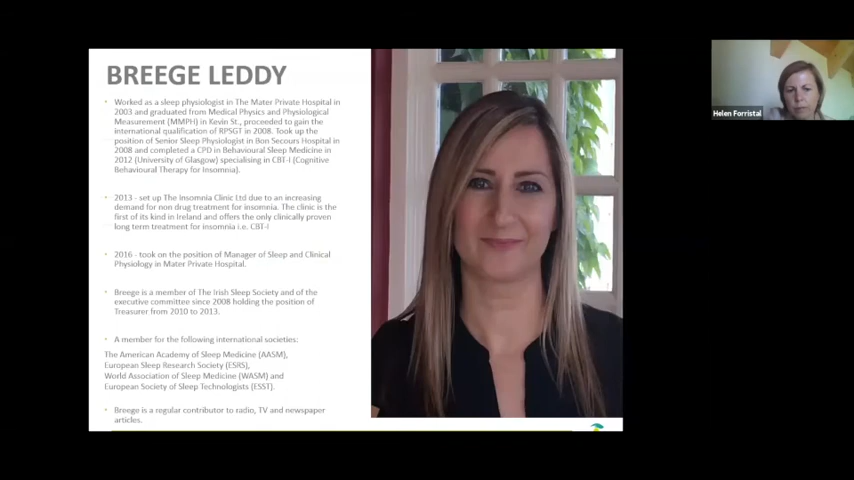 BREEGE LEDDY
• Worked as a sleep physiologist in The Mater Private Hospital in
2003 and graduated from Medical Physics and Physiological
Measurement (MMPH) in Kevin St., proceeded to gain the
international qualification of RPSGT in 2008. Took up the
position of Senior Sleep Physiologist in Bon Secours Hospital in
2008 and completed a CPD in Behavioural Sleep Medicine in
2012 (University of Glasgow) specialising in CBT-I (Cognitive
Behavioural Therapy for Insomnia).
• 2013 - set up The Insomnia Clinic Ltd due to an increasing
demand for non drug treatment for insomnia. The clinic is the
first of its kind in Ireland and offers the only clinically proven
long term treatment for insomnia i.e. CBT-I
• 2016 - took on the position of Manager of Sleep and Clinical
Physiology in Mater Private Hospital.
• Breege is a member of The Irish Sleep Society and of the
executive committee since 2008 holding the position of
Treasurer from 2010 to 2013.
• A member for the following international societies:
The American Academy of Sleep Medicine (AASM),
European Sleep Research Society (ESRS),
World Association of Sleep Medicine (WASM) and
European Society of Sleep Technologists (ESST).
• Breege is a regular contributor to radio, TV and newspaper
articles.
Helen Forristal